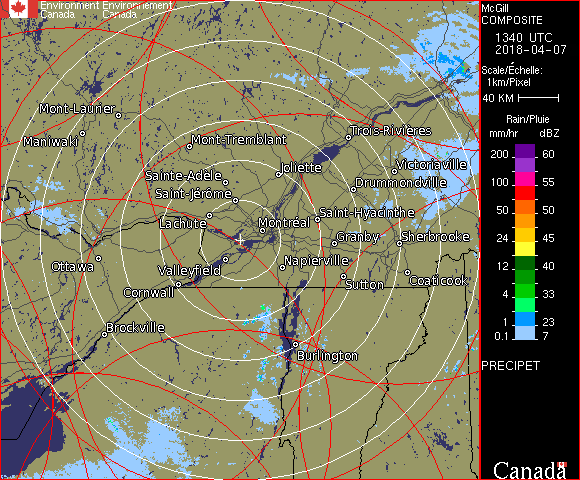 Environment Environnement
Canada Canada
Mont-Laurier
Maniwaki
Mont-Tremblant
Trois-Rivières
Sainte-Adèle
Joliette
Victoriaville
Saint-Jérôme
Drummondville
Lachute
Montréal
Saint-Hyacinthe
Granby
Sherbrooke
Ottawa
Valleyfield
Napierville
Cornwall
Sutton
Coaticook
Brockville
Burlington
McGill
COMPOSITE
1340 UTC
2018-04-07
Scale/Échelle:
1km/Pixel
40 KM
Rain/Pluie
mm/hr dBZ
200 60
100 55
50 50
24 45
12 40
4 33
1 23
0.1 7
PRECIPET
Canada